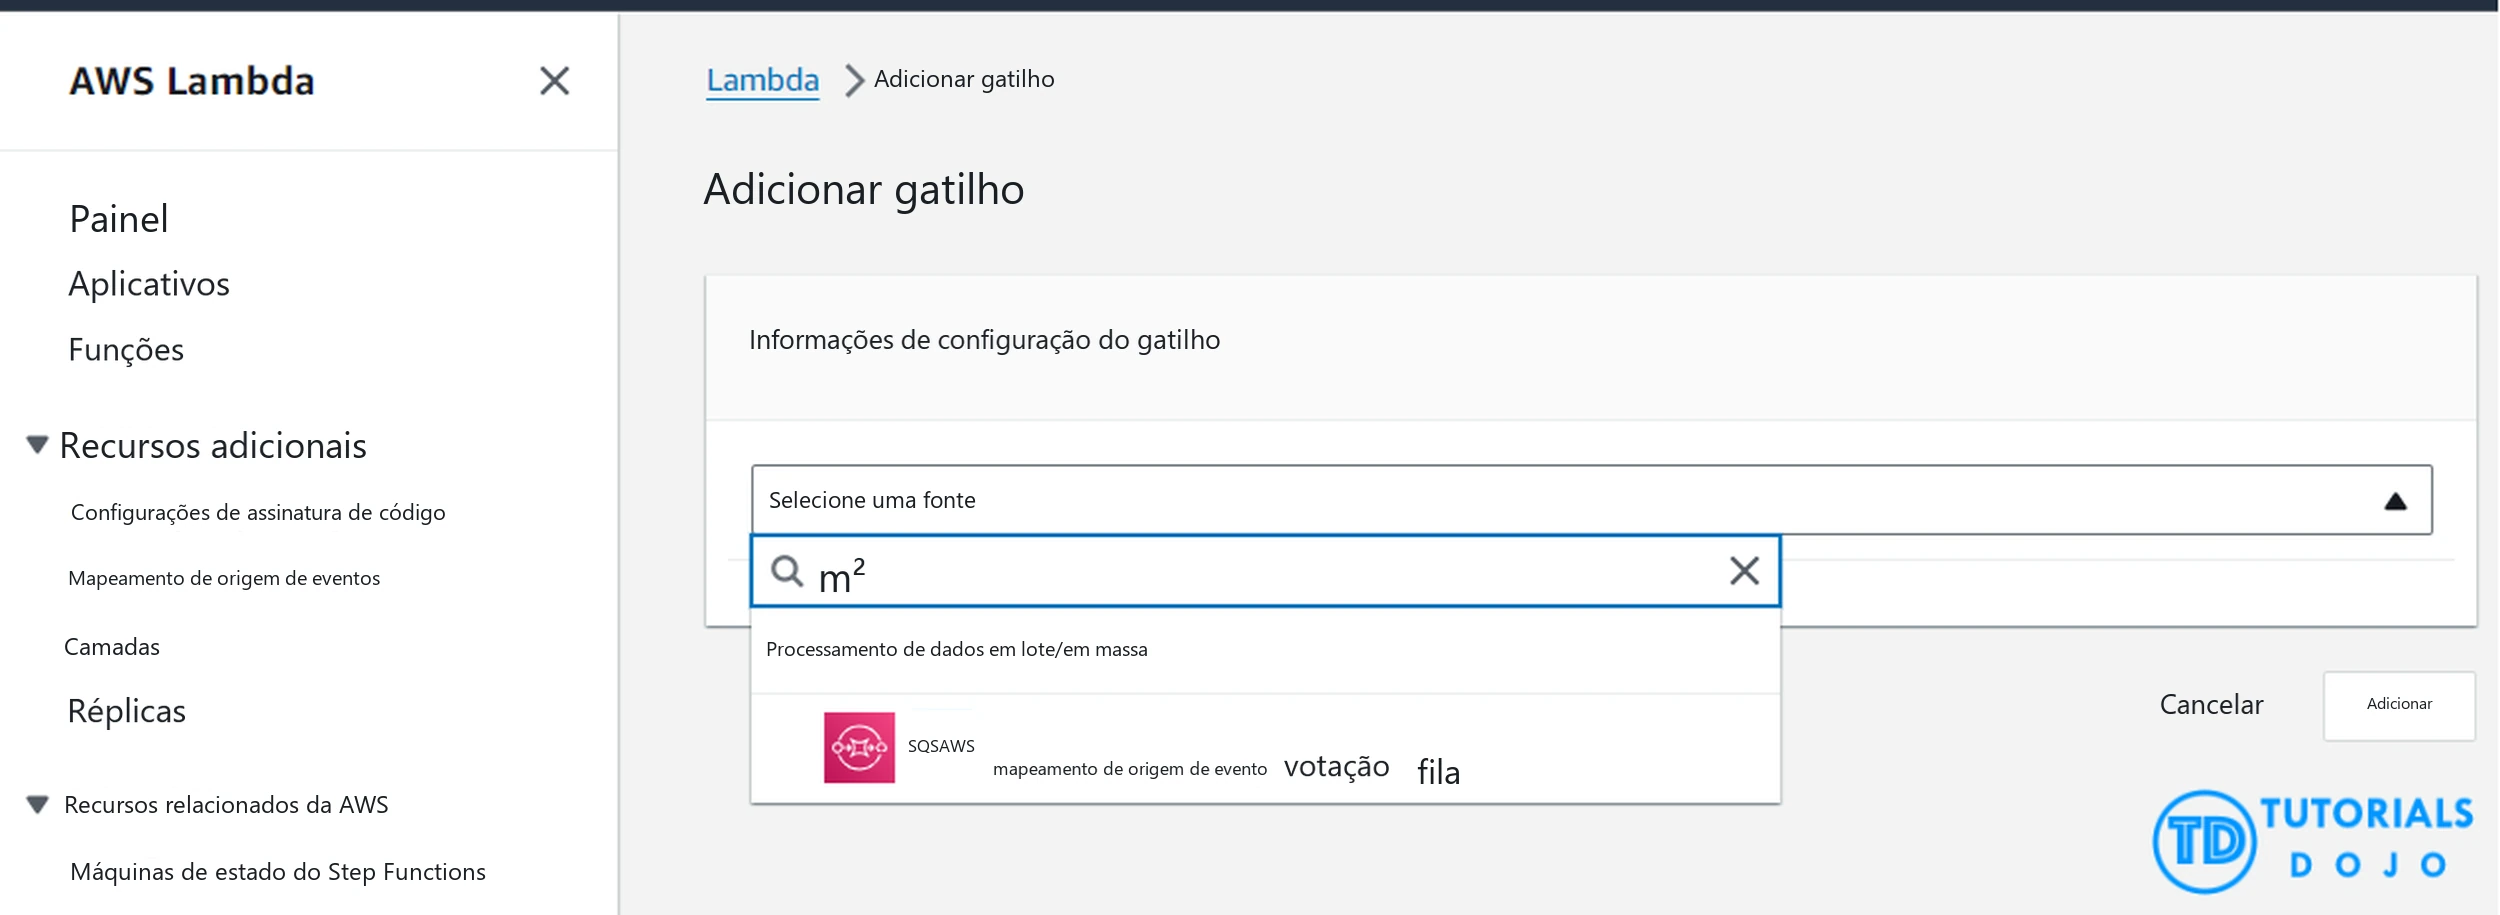 AWS Lambda
Painel
Aplicativos
Funções
Recursos adicionais
Configurações de assinatura de código
Mapeamento de origem de eventos
Camadas
Réplicas
Recursos relacionados da AWS
Máquinas de estado do Step Functions
Lambda Adicionar gatilho
Adicionar gatilho
Informações de configuração do gatilho
Selecione uma fonte
m²
Processamento de dados em lote/em massa
SQSAWS
mapeamento de origem de evento votação fila
Cancelar Adicionar
TD TUTORIALS
DOJO